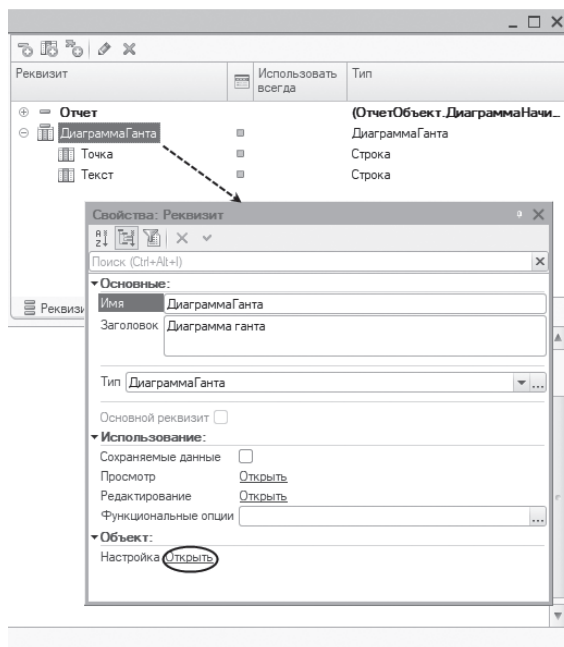 Реквизит Использовать всегда Тип
Отчет (ОтчетОбъект.ДиаграммаНачи...
ДиаграммаГанта ДиаграммаГанта
Точка Строка
Текст Строка
Реквизи
Свойства: Реквизит
Поиск (Ctrl+Alt+I)
Основные:
Имя ДиаграммаГанта
Заголовок Диаграмма ганта
Тип ДиаграммаГанта
Основной реквизит
Использование:
Сохраняемые данные
Просмотр Открыть
Редактирование Открыть
Функциональные опции
Объект:
Настройка Открыть